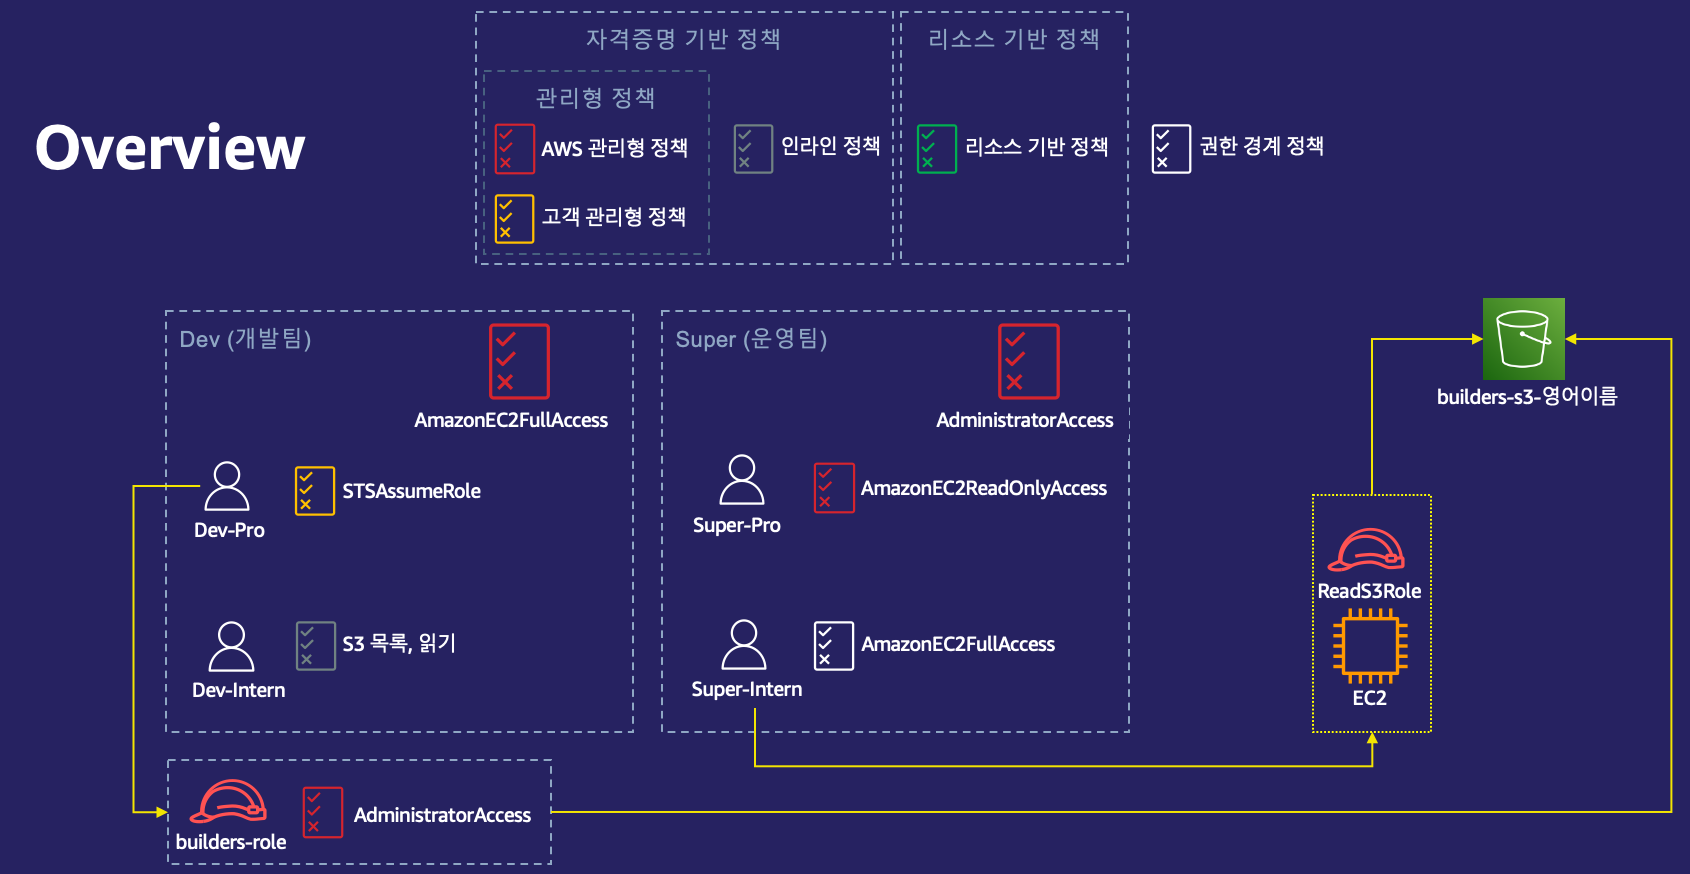 Overview
자격증명 기반 정책
리소스 기반 정책
관리형 정책
AWS 관리형 정책
인라인 정책
리소스 기반 정책
권한 경계 정책
고객 관리형 정책
Dev (개발팀)
AmazonEC2FullAccess
Dev-Pro
STSAssumeRole
Dev-Intern
S3 목록, 읽기
Super (운영팀)
AdministratorAccess
Super-Pro
AmazonEC2ReadOnlyAccess
Super-Intern
AmazonEC2FullAccess
builders-s3-영어이름
ReadS3Role
EC2
builders-role
AdministratorAccess